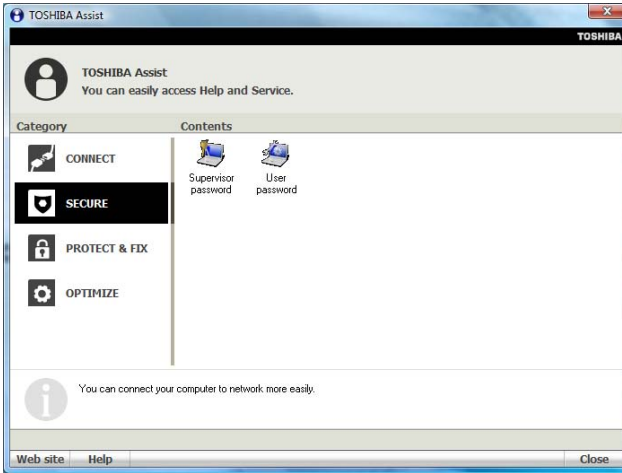 TOSHIBA Assist
TOSHIBA
TOSHIBA Assist
You can easily access Help and Service.
Category
Contents
CONNECT
SECURE
PROTECT & FIX
OPTIMIZE
Supervisor
password
User
password
You can connect your computer to network more easily.
Web site
Help
Close